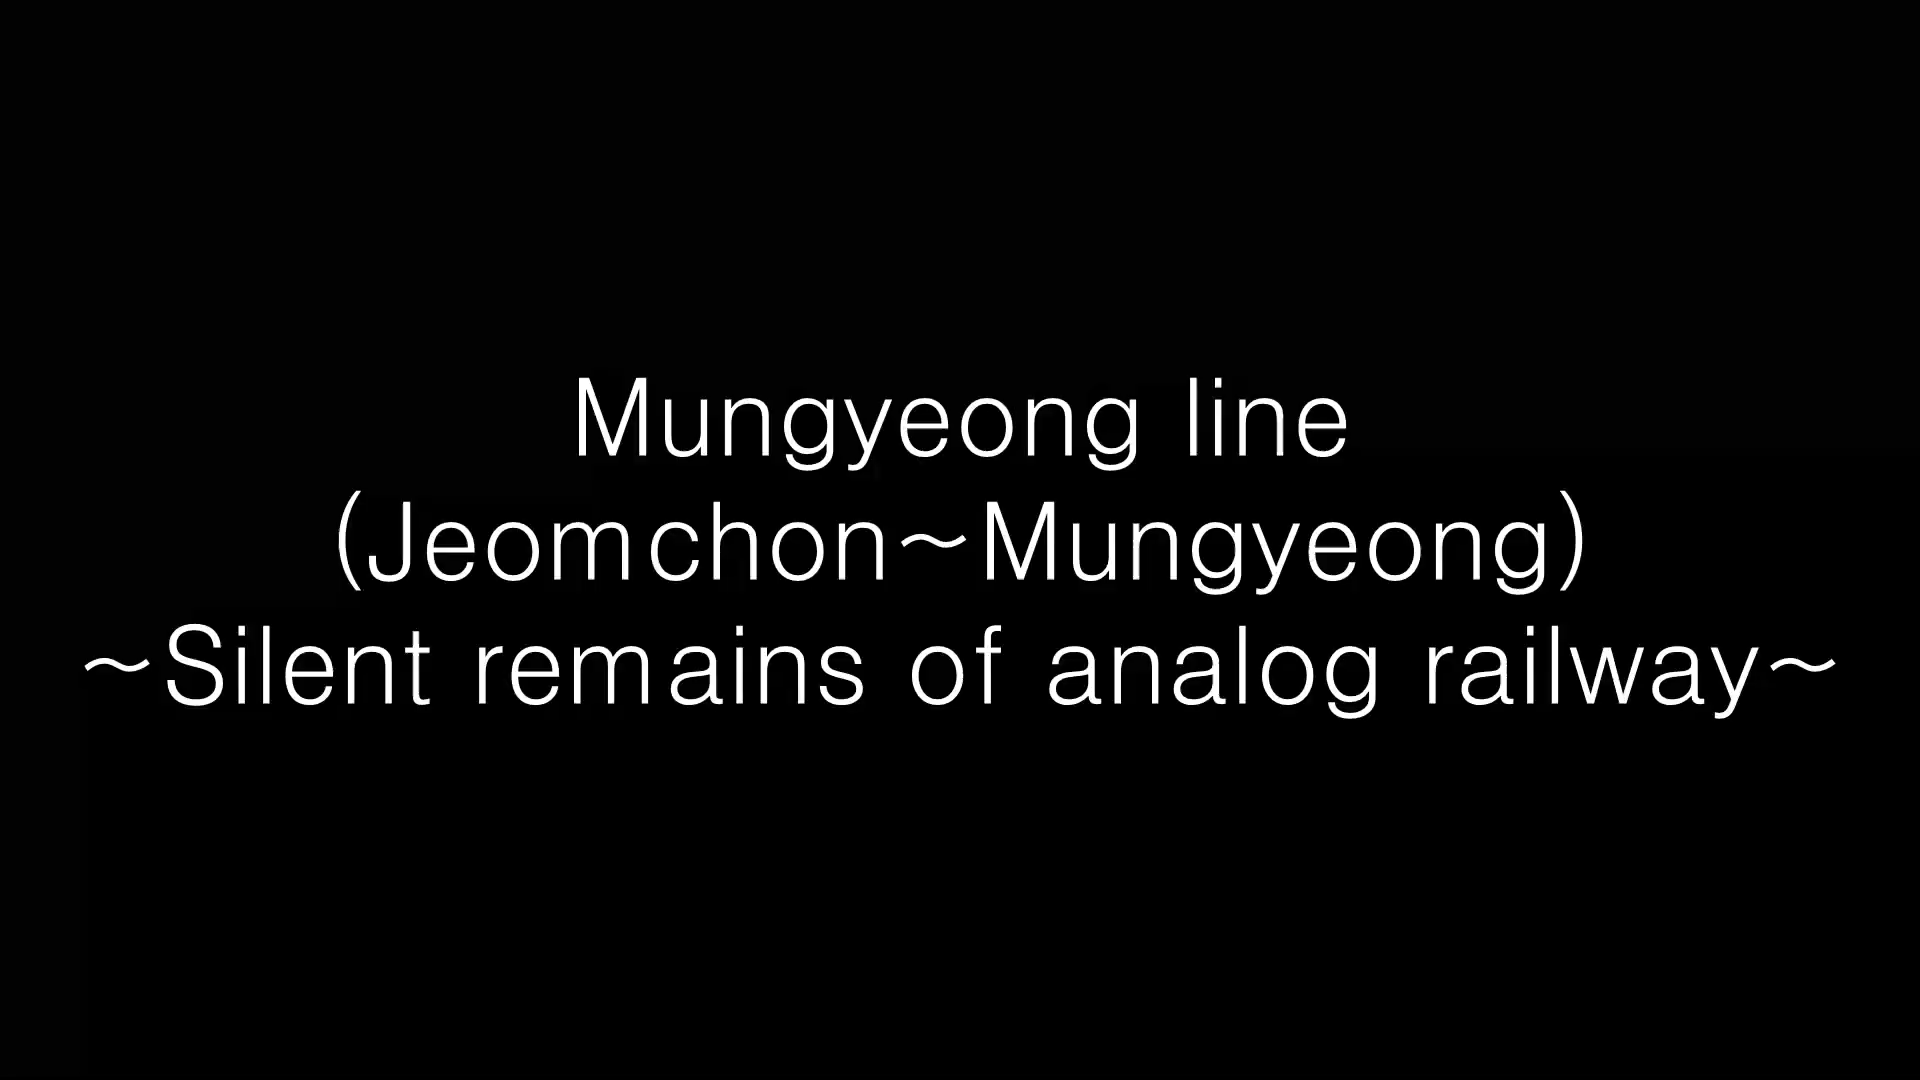 Mungyeong line
(Jeomchon~Mungyeong)
~Silent remains of analog railway~